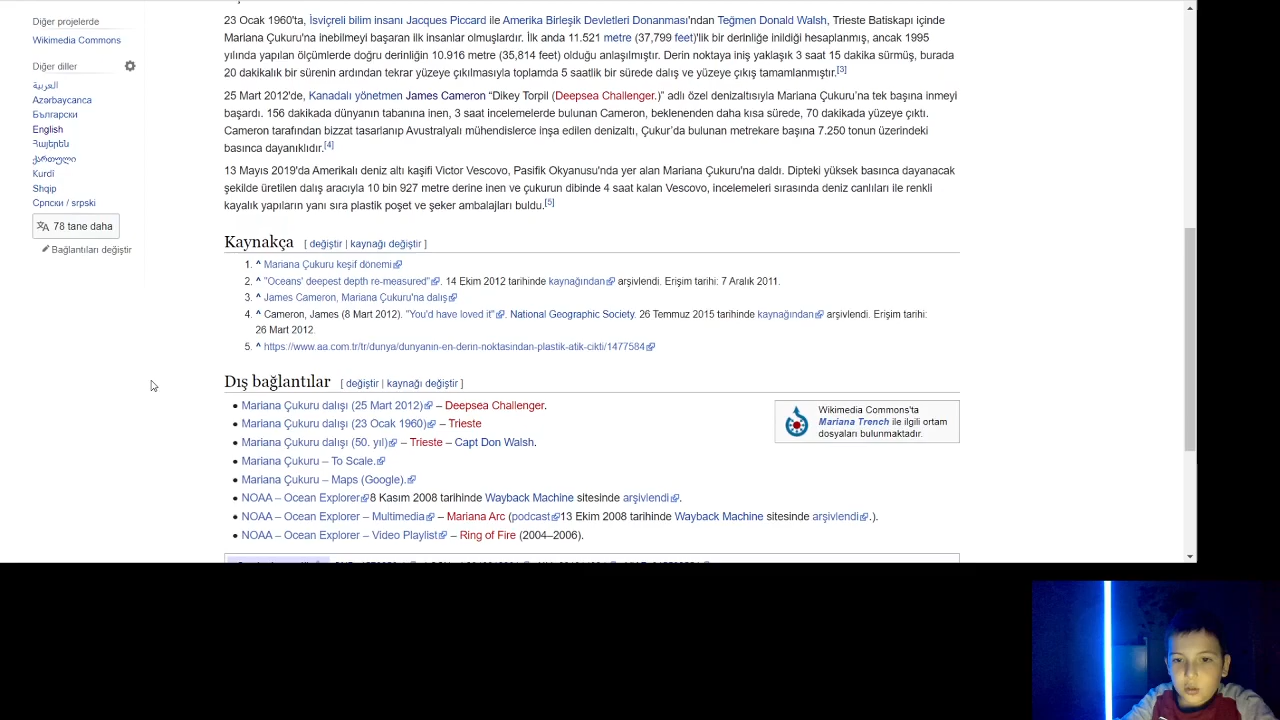 Diğer projelerde
Wikimedia Commons
Diğer diller
العربية
Azərbaycanca
Български
English
Հայերեն
ქართული
Kurdî
Shqip
Српски / srpski
78 tane daha
Bağlantıları değiştir
23 Ocak 1960'ta, İsviçreli bilim insanı Jacques Piccard ile Amerika Birleşik Devletleri Donanması'ndan Teğmen Donald Walsh, Trieste Batiskapı içinde
Mariana Çukuru'na inebilmeyi başaran ilk insanlar olmuşlardır. İlk anda 11.521 metre (37,799 feet)'lik bir derinliğe inildiği hesaplanmış, ancak 1995
yılında yapılan ölçümlerde doğru derinliğin 10.916 metre (35,814 feet) olduğu anlaşılmıştır. Derin noktaya iniş yaklaşık 3 saat 15 dakika sürmüş, burada
20 dakikalık bir sürenin ardından tekrar yüzeye çıkılmasıyla toplamda 5 saatlik bir sürede dalış ve yüzeye çıkış tamamlanmıştır.[3]
25 Mart 2012'de, Kanadalı yönetmen James Cameron “Dikey Torpil (Deepsea Challenger.)” adlı özel denizaltısıyla Mariana Çukuru’na tek başına inmeyi
başardı. 156 dakikada dünyanın tabanına inen, 3 saat incelemelerde bulunan Cameron, beklenenden daha kısa sürede, 70 dakikada yüzeye çıktı.
Cameron tarafından bizzat tasarlanıp Avustralyalı mühendislerce inşa edilen denizaltı, Çukur’da bulunan metrekare başına 7.250 tonun üzerindeki
basınca dayanıklıdır.[4]
13 Mayıs 2019'da Amerikalı deniz altı kaşifi Victor Vescovo, Pasifik Okyanusu'nda yer alan Mariana Çukuru'na daldı. Dipteki yüksek basınca dayanacak
şekilde üretilen dalış aracıyla 10 bin 927 metre derine inen ve çukurun dibinde 4 saat kalan Vescovo, incelemeleri sırasında deniz canlıları ile renkli
kayalık yapıların yanı sıra plastik poşet ve şeker ambalajları buldu.[5]
Kaynakça [ değiştir | kaynağı değiştir ]
1. ^ Mariana Çukuru keşif dönemi
2. ^ "Oceans' deepest depth re-measured". 14 Ekim 2012 tarihinde kaynağından arşivlendi. Erişim tarihi: 7 Aralık 2011.
3. ^ James Cameron, Mariana Çukuru'na dalış
4. ^ Cameron, James (8 Mart 2012). "You'd have loved it". National Geographic Society. 26 Temmuz 2015 tarihinde kaynağından arşivlendi. Erişim tarihi:
26 Mart 2012.
5. ^ https://www.aa.com.tr/tr/dunya/dunyanin-en-derin-noktasindan-plastik-atik-cikti/1477584
Dış bağlantılar [ değiştir | kaynağı değiştir ]
• Mariana Çukuru dalışı (25 Mart 2012) – Deepsea Challenger.
• Mariana Çukuru dalışı (23 Ocak 1960) – Trieste
• Mariana Çukuru dalışı (50. yıl) – Trieste – Capt Don Walsh.
• Mariana Çukuru – To Scale.
• Mariana Çukuru – Maps (Google).
• NOAA – Ocean Explorer 8 Kasım 2008 tarihinde Wayback Machine sitesinde arşivlendi.
• NOAA – Ocean Explorer – Multimedia – Mariana Arc (podcast 13 Ekim 2008 tarihinde Wayback Machine sitesinde arşivlendi.).
• NOAA – Ocean Explorer – Video Playlist – Ring of Fire (2004–2006).
Wikimedia Commons'ta
Mariana Trench ile ilgili ortam
dosyaları bulunmaktadır.